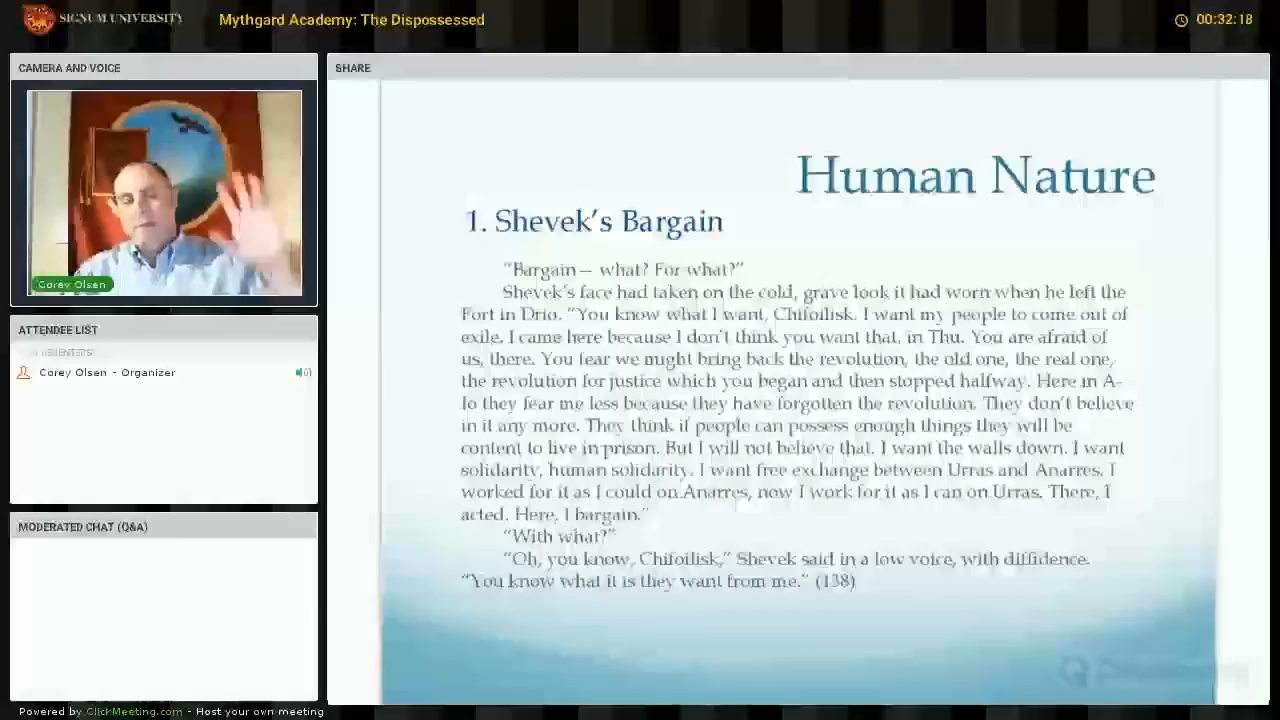 SIGNUM UNIVERSITY
Mythgard Academy: The Dispossessed
00:32:18
CAMERA AND VOICE
Corey Olsen
ATTENDEE LIST
Corey Olsen - Organizer
MODERATED CHAT (Q&A)
SHARE
Human Nature
1. Shevek's Bargain
"Bargain— what? For what?"
Shevek's face had taken on the cold, grave look it had worn when he left the
Fort in Drio. "You know what I want, Chifoilisk. I want my people to come out of
exile. I came here because I don't think you want that, in Thu. You are afraid of
us, there. You fear we might bring back the revolution, the old one, the real one,
the revolution for justice which you began and then stopped halfway. Here in A-
Io they fear me less because they have forgotten the revolution. They don't believe
in it any more. They think if people can possess enough things they will be
content to live in prison. But I will not believe that. I want the walls down. I want
solidarity, human solidarity. I want free exchange between Urras and Anarres. I
worked for it as I could on Anarres, now I work for it as I can on Urras. There, I
acted. Here, I bargain."
"With what?"
"Oh, you know, Chifoilisk," Shevek said in a low voice, with diffidence.
"You know what it is they want from me." (138)
Powered by ClickMeeting.com - Host your own meeting